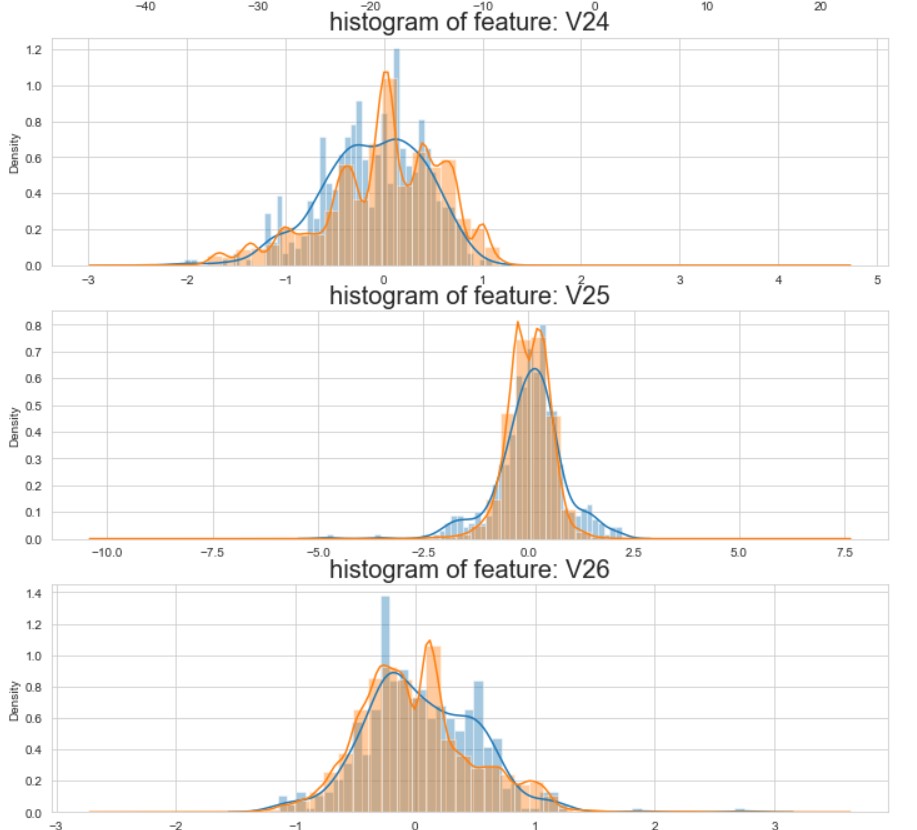 −40 −30 −20 −10 0 10 20
histogram of feature: V24
1.2
1.0
0.8
0.6
0.4
0.2
0.0
Density
−3 −2 −1 0 1 2 3 4 5
histogram of feature: V25
0.8
0.7
0.6
0.5
0.4
0.3
0.2
0.1
0.0
Density
−10.0 −7.5 −5.0 −2.5 0.0 2.5 5.0 7.5
histogram of feature: V26
1.4
1.2
1.0
0.8
0.6
0.4
0.2
0.0
Density
−3 −2 −1 0 1 2 3